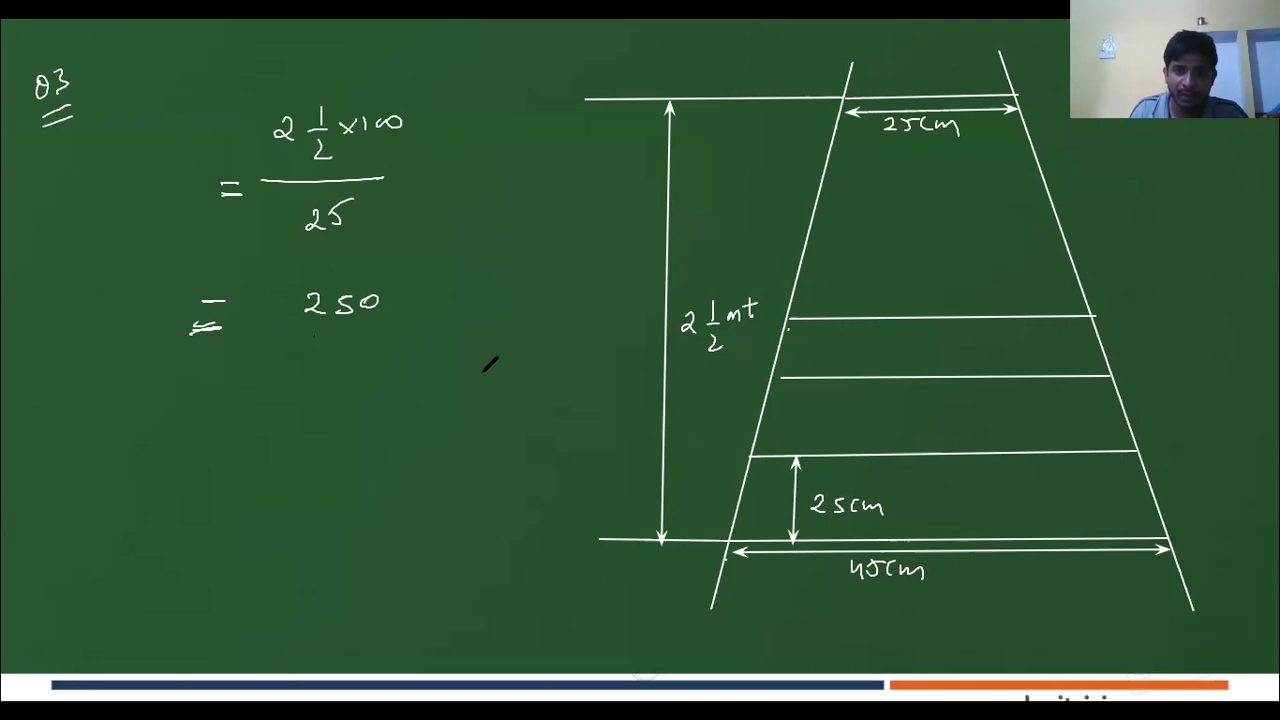 Q3
2 1/2 ×100
=
25
= 250
25cm
2 1/2 mt
25cm
45cm